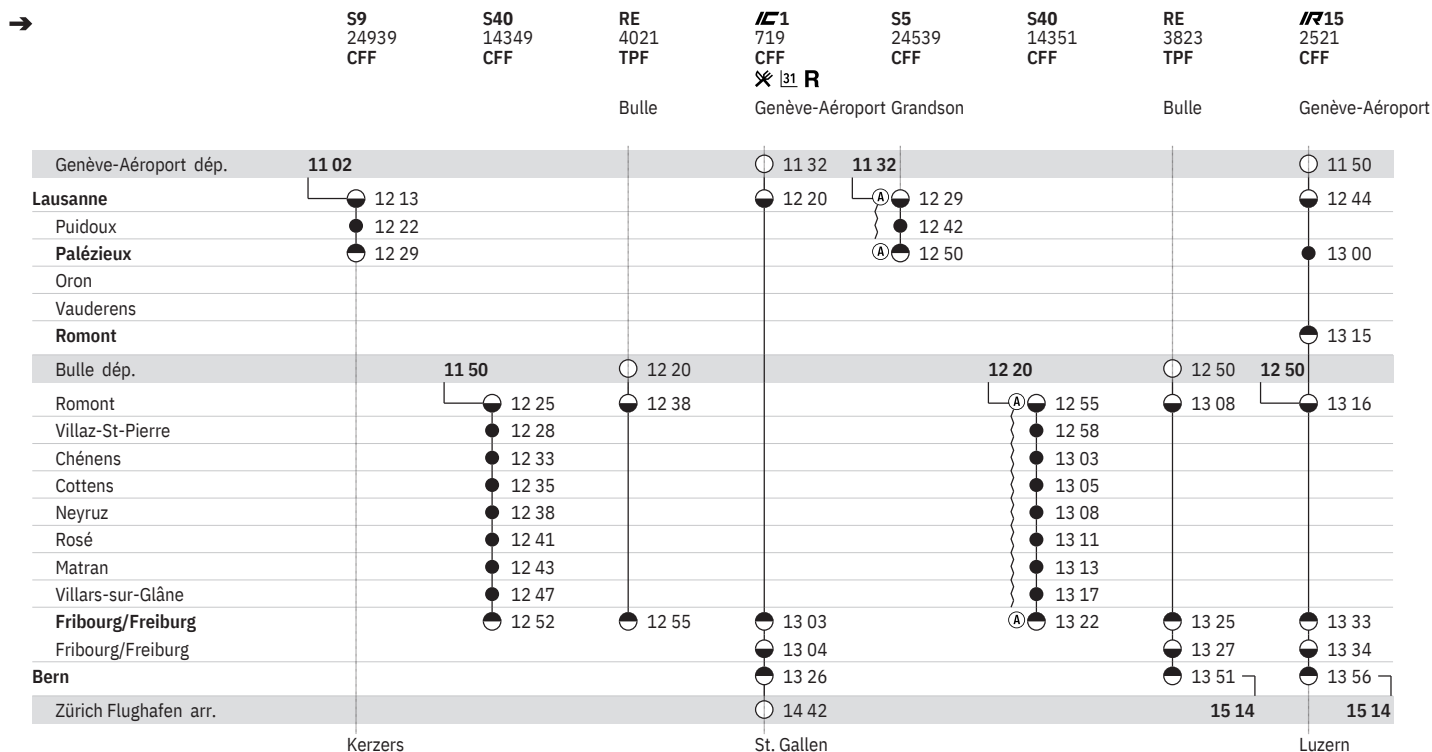 ➔ S9 S40 RE IC1 S5 S40 RE IR15
24939 14349 4021 719 24539 14351 3823 2521
CFF CFF TPF CFF CFF CFF TPF CFF
31 R
Bulle Genève-Aéroport Grandson Bulle Genève-Aéroport
Genève-Aéroport dép. 11 02 11 32 11 32 11 50
Lausanne 12 13 12 20 A 12 29 12 44
Puidoux 12 22 12 42
Palézieux 12 29 A 12 50 13 00
Oron
Vauderens
Romont 13 15
Bulle dép. 11 50 12 20 12 20 12 50 12 50
Romont 12 25 12 38 A 12 55 13 08 13 16
Villaz-St-Pierre 12 28 12 58
Chénens 12 33 13 03
Cottens 12 35 13 05
Neyruz 12 38 13 08
Rosé 12 41 13 11
Matran 12 43 13 13
Villars-sur-Glâne 12 47 13 17
Fribourg/Freiburg 12 52 12 55 13 03 A 13 22 13 25 13 33
Fribourg/Freiburg 13 04 13 27 13 34
Bern 13 26 13 51 13 56
Zürich Flughafen arr. 14 42 15 14 15 14
Kerzers St. Gallen Luzern